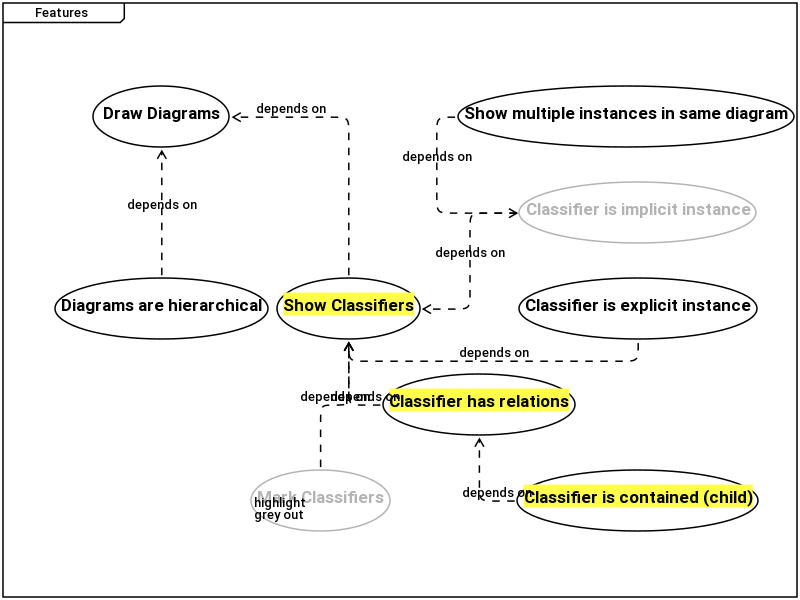 Features
depends on
Draw Diagrams
Show multiple instances in same diagram
depends on
depends on
Classifier is implicit instance
depends on
Diagrams are hierarchical
Show Classifiers
Classifier is explicit instance
depends on
depends on
depends on
Classifier has relations
depends on
Classifier is contained (child)
Mark Classifiers
highlight
grey out